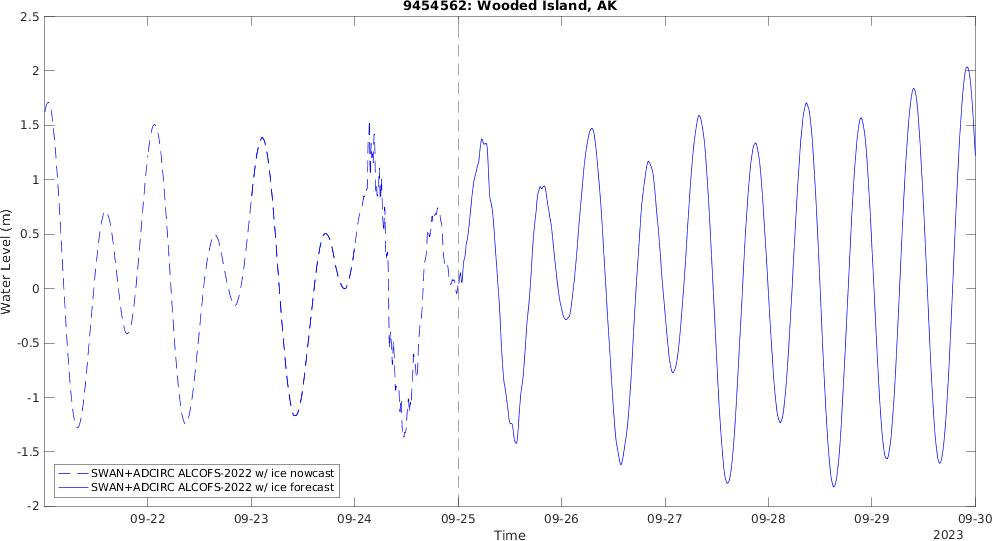 9454562: Wooded Island, AK
2.5
2
1.5
1
0.5
0
-0.5
-1
-1.5
-2
Water Level (m)
SWAN+ADCIRC ALCOFS-2022 w/ ice nowcast
SWAN+ADCIRC ALCOFS-2022 w/ ice forecast
09-22 09-23 09-24 09-25 09-26 09-27 09-28 09-29 09-30
Time
2023